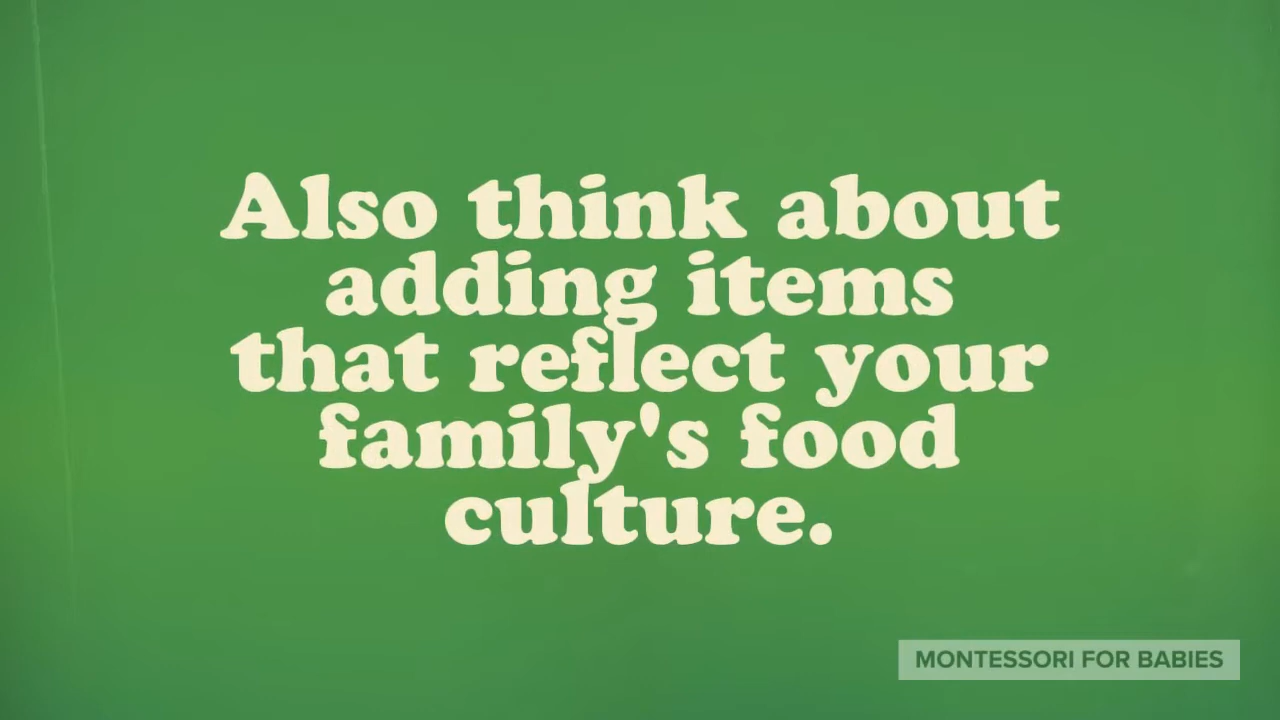 Also think about
adding items
that reflect your
family's food
culture.
MONTESSORI FOR BABIES